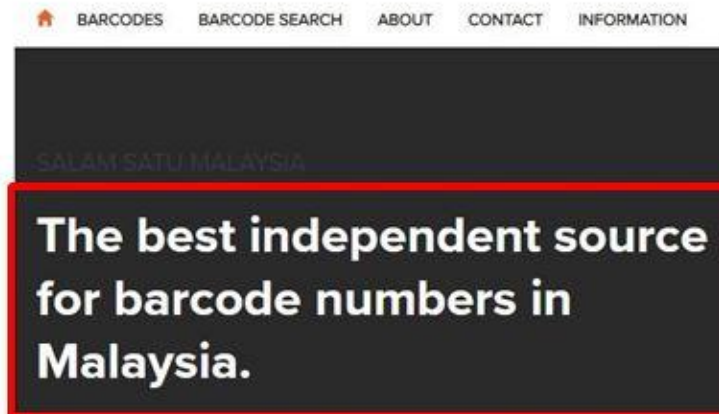 BARCODES BARCODE SEARCH ABOUT CONTACT INFORMATION
SALAM SATU MALAYSIA
The best independent source
for barcode numbers in
Malaysia.